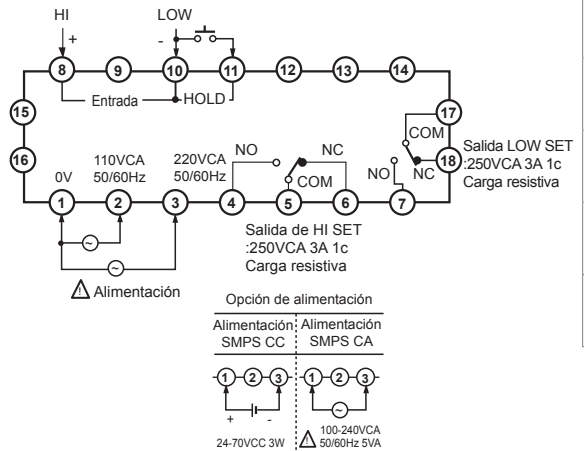 HI LOW
+ -
8 9 10 11 12 13 14
Entrada HOLD
15 17
COM
16 18
NO NC
Salida LOW SET
:250VCA 3A 1c
Carga resistiva
0V
110VCA
50/60Hz
220VCA
50/60Hz
NO NC
COM
1 2 3 4 5 6 7
~
~
! Alimentación
Salida de HI SET
:250VCA 3A 1c
Carga resistiva
Opción de alimentación
Alimentación
SMPS CC
1 2 3
+ -
24-70VCC 3W
Alimentación
SMPS CA
1 2 3
~
! 100-240VCA
50/60Hz 5VA